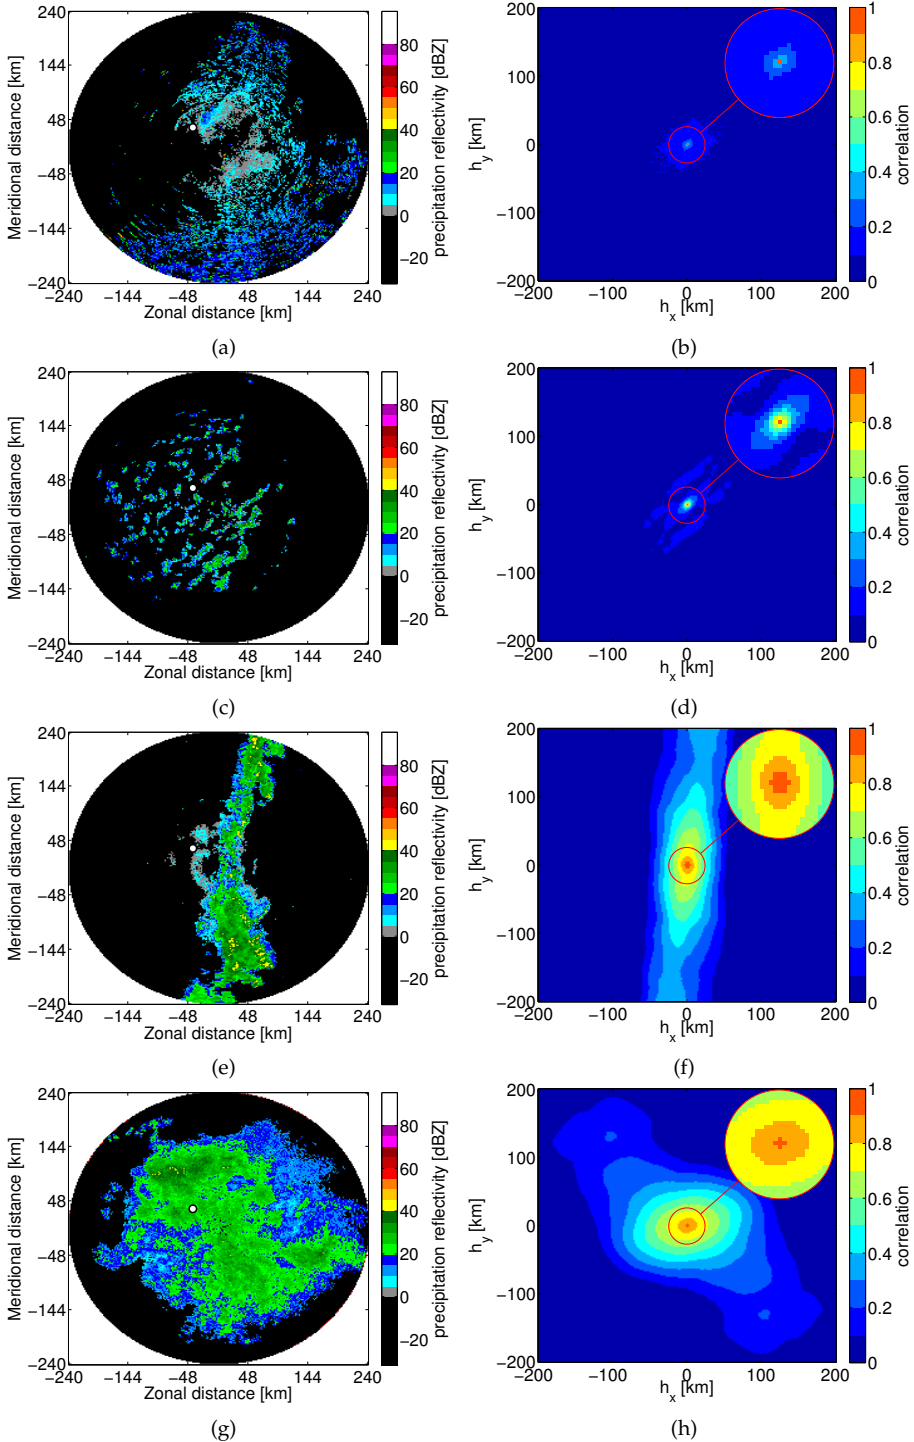 240
144
48
−48
−144
−240
Meridional distance [km]
−240 −144 −48 48 144 240
Zonal distance [km]
80
60
40
20
0
−20
precipitation reflectivity [dBZ]
(a)
200
100
0
−100
−200
h_y [km]
−200 −100 0 100 200
h_x [km]
1
0.8
0.6
0.4
0.2
0
correlation
(b)
240
144
48
−48
−144
−240
Meridional distance [km]
−240 −144 −48 48 144 240
Zonal distance [km]
80
60
40
20
0
−20
precipitation reflectivity [dBZ]
(c)
200
100
0
−100
−200
h_y [km]
−200 −100 0 100 200
h_x [km]
1
0.8
0.6
0.4
0.2
0
correlation
(d)
240
144
48
−48
−144
−240
Meridional distance [km]
−240 −144 −48 48 144 240
Zonal distance [km]
80
60
40
20
0
−20
precipitation reflectivity [dBZ]
(e)
200
100
0
−100
−200
h_y [km]
−200 −100 0 100 200
h_x [km]
1
0.8
0.6
0.4
0.2
0
correlation
(f)
240
144
48
−48
−144
−240
Meridional distance [km]
−240 −144 −48 48 144 240
Zonal distance [km]
80
60
40
20
0
−20
precipitation reflectivity [dBZ]
(g)
200
100
0
−100
−200
h_y [km]
−200 −100 0 100 200
h_x [km]
1
0.8
0.6
0.4
0.2
0
correlation
(h)